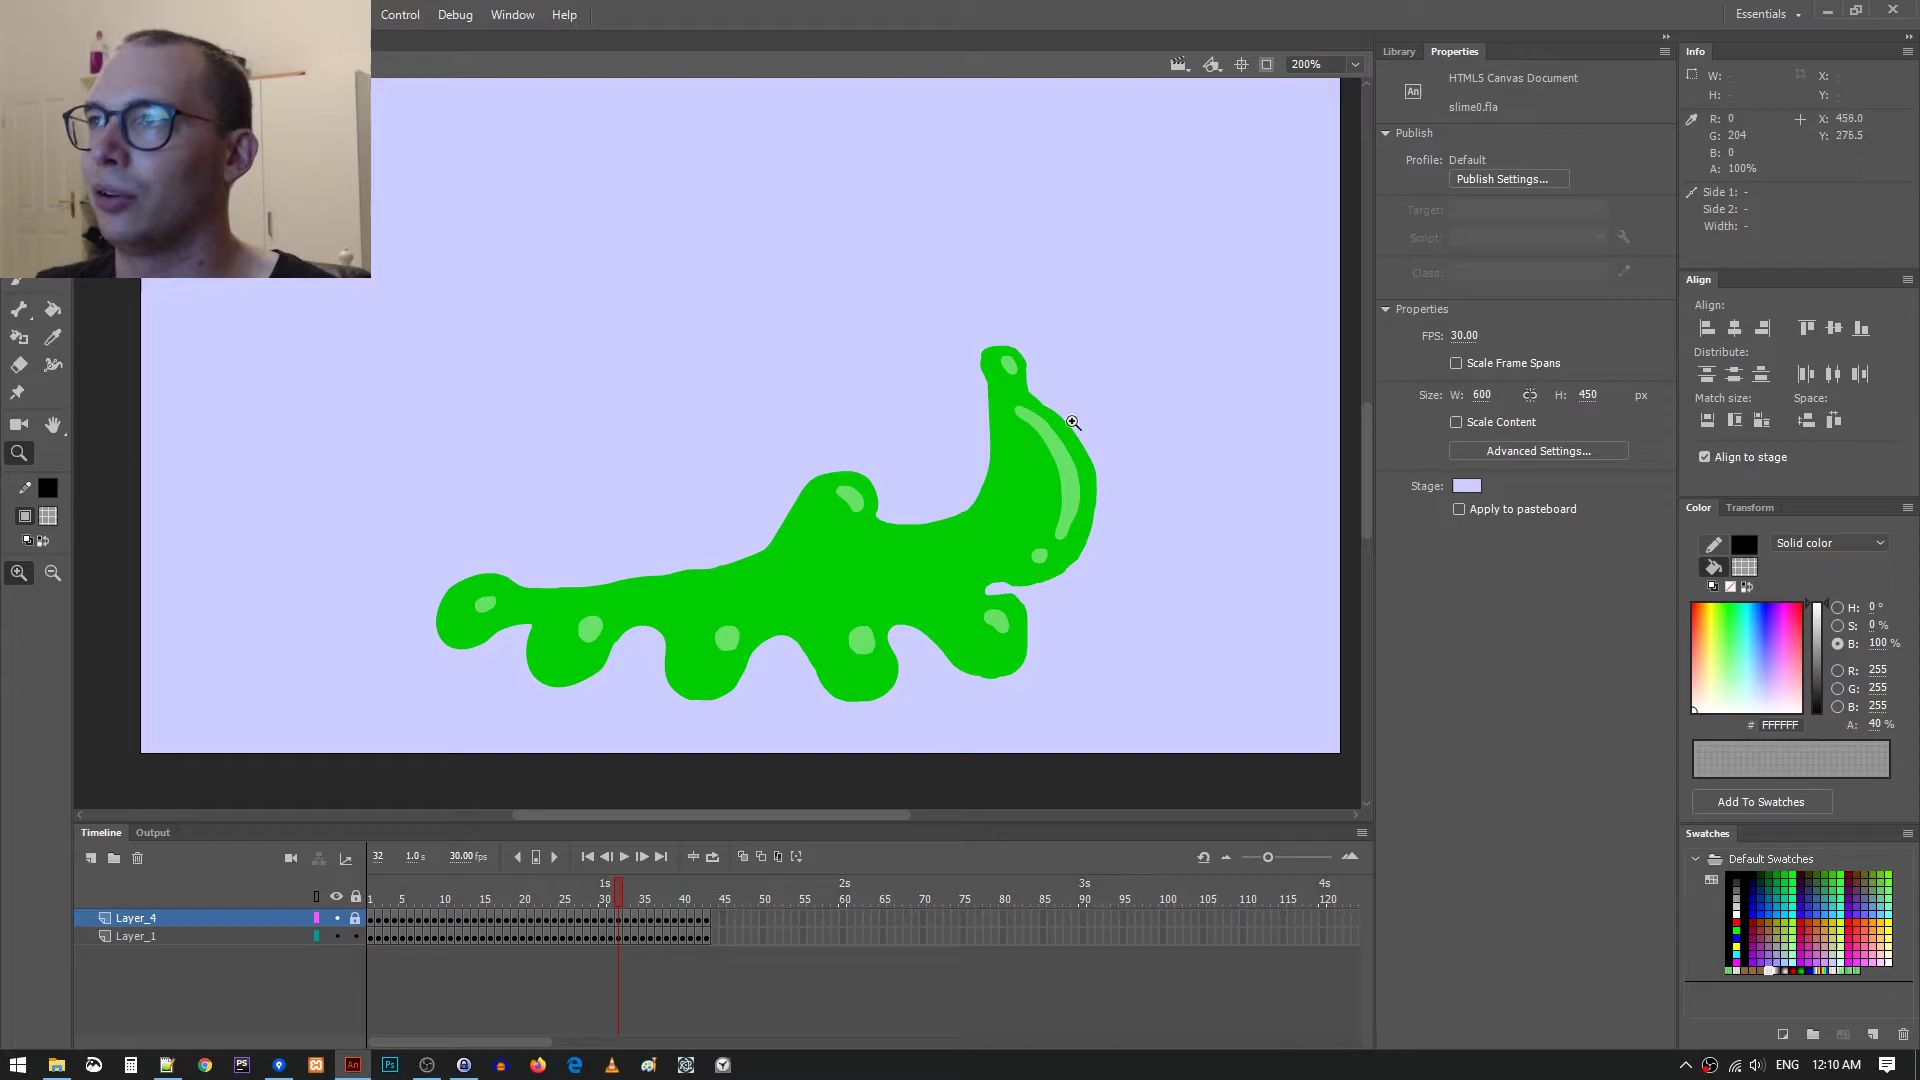 Control Debug Window Help
Essentials
200%
Library Properties
HTML5 Canvas Document
An
slime0.fla
Publish
Profile: Default
Publish Settings...
Target:
Script:
Class:
Properties
FPS: 30.00
Scale Frame Spans
Size: W: 600 H: 450 px
Scale Content
Advanced Settings...
Stage:
Apply to pasteboard
Info
W: - X: -
H: - Y: -
R: 0 X: 458.0
G: 204 Y: 276.5
B: 0
A: 100%
Side 1: -
Side 2: -
Width: -
Align
Align:
Distribute:
Match size: Space:
Align to stage
Color Transform
Solid color
H: 0 °
S: 0 %
B: 100 %
R: 255
G: 255
B: 255
# FFFFFF A: 40 %
Add To Swatches
Swatches
Default Swatches
Timeline Output
32 1.0 s 30.00 fps
1s 2s 3s 4s
1 5 10 15 20 25 30 35 40 45 50 55 60 65 70 75 80 85 90 95 100 105 110 115 120
Layer_4
Layer_1
PS An Ps
ENG 12:10 AM